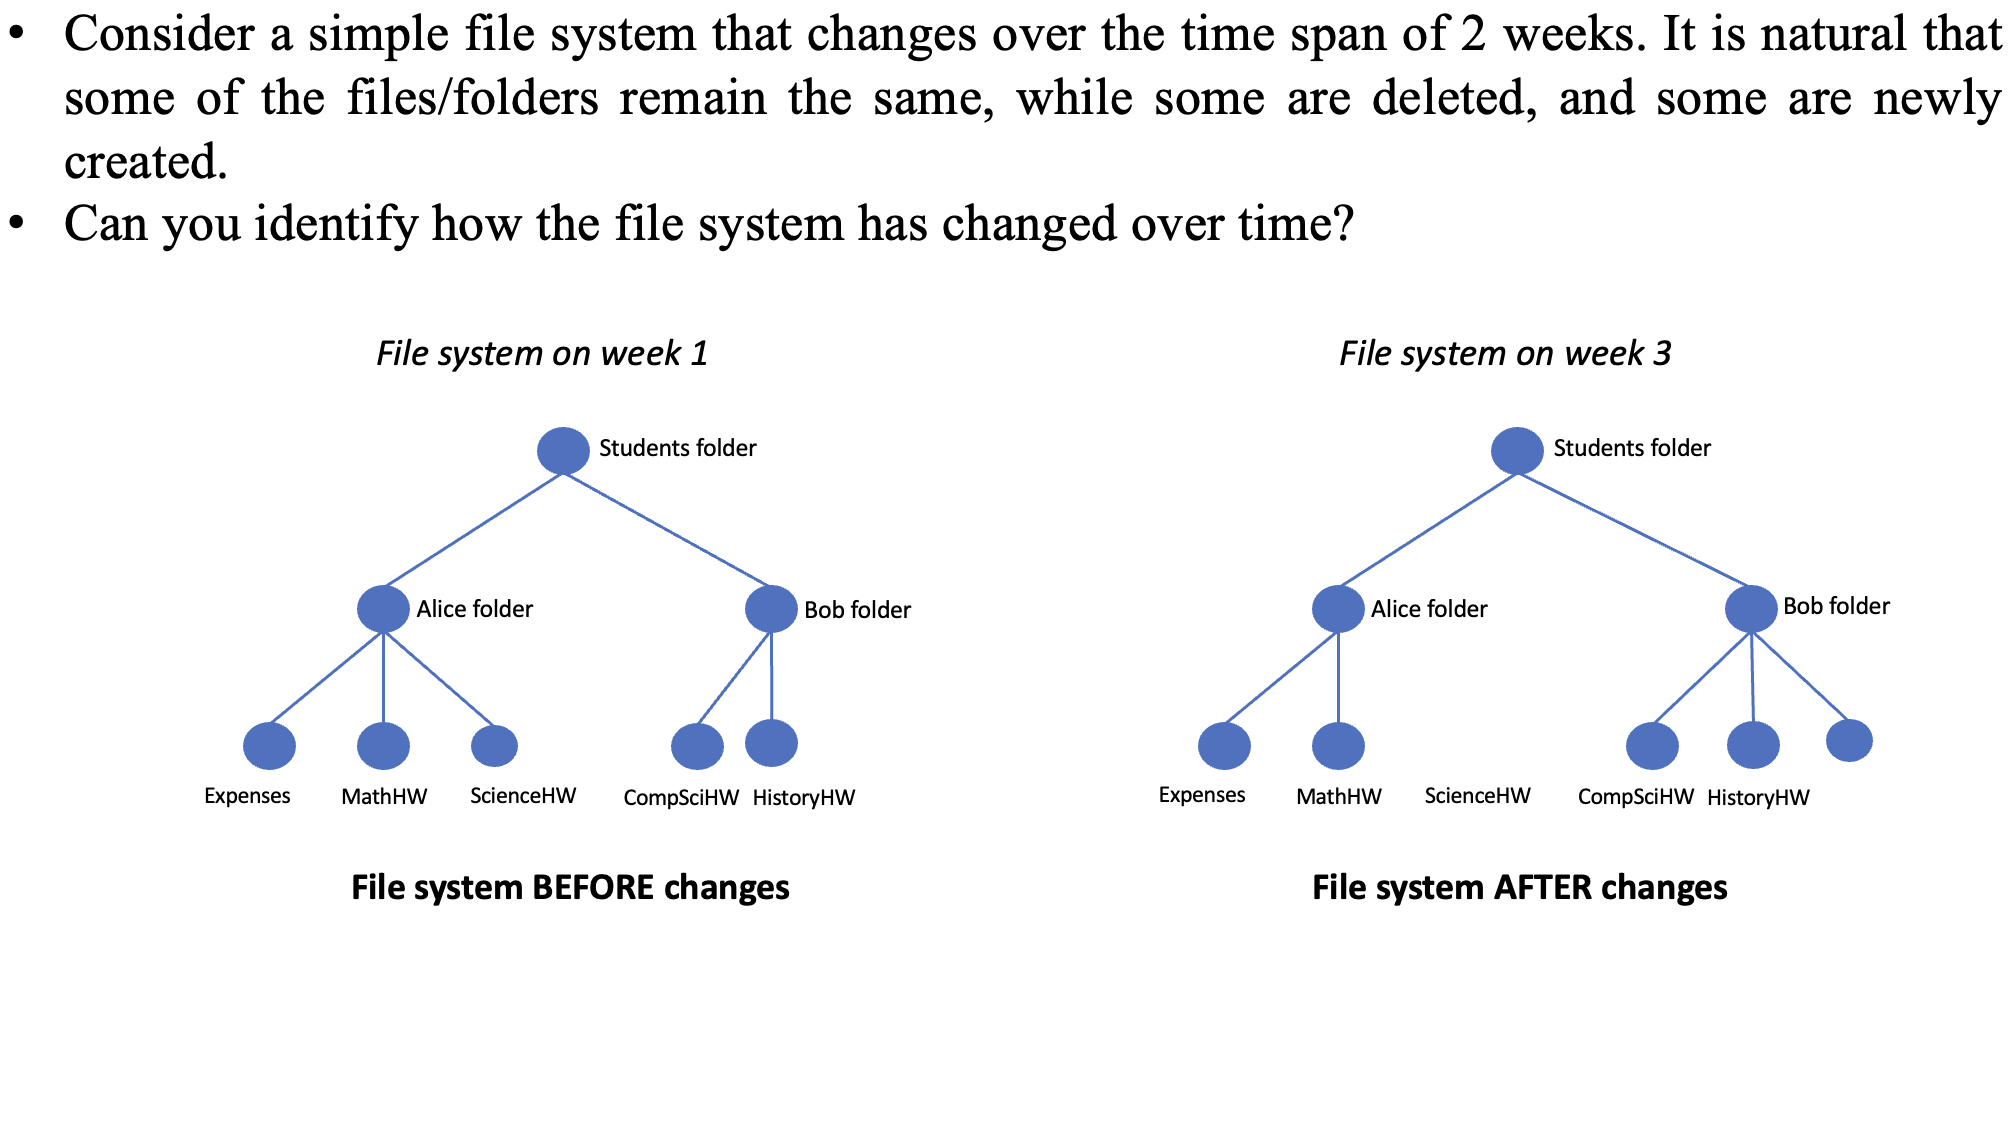 • Consider a simple file system that changes over the time span of 2 weeks. It is natural that
some of the files/folders remain the same, while some are deleted, and some are newly
created.
• Can you identify how the file system has changed over time?
File system on week 1
Students folder
Alice folder
Bob folder
Expenses
MathHW
ScienceHW
CompSciHW
HistoryHW
File system BEFORE changes
File system on week 3
Students folder
Alice folder
Bob folder
Expenses
MathHW
ScienceHW
CompSciHW
HistoryHW
File system AFTER changes